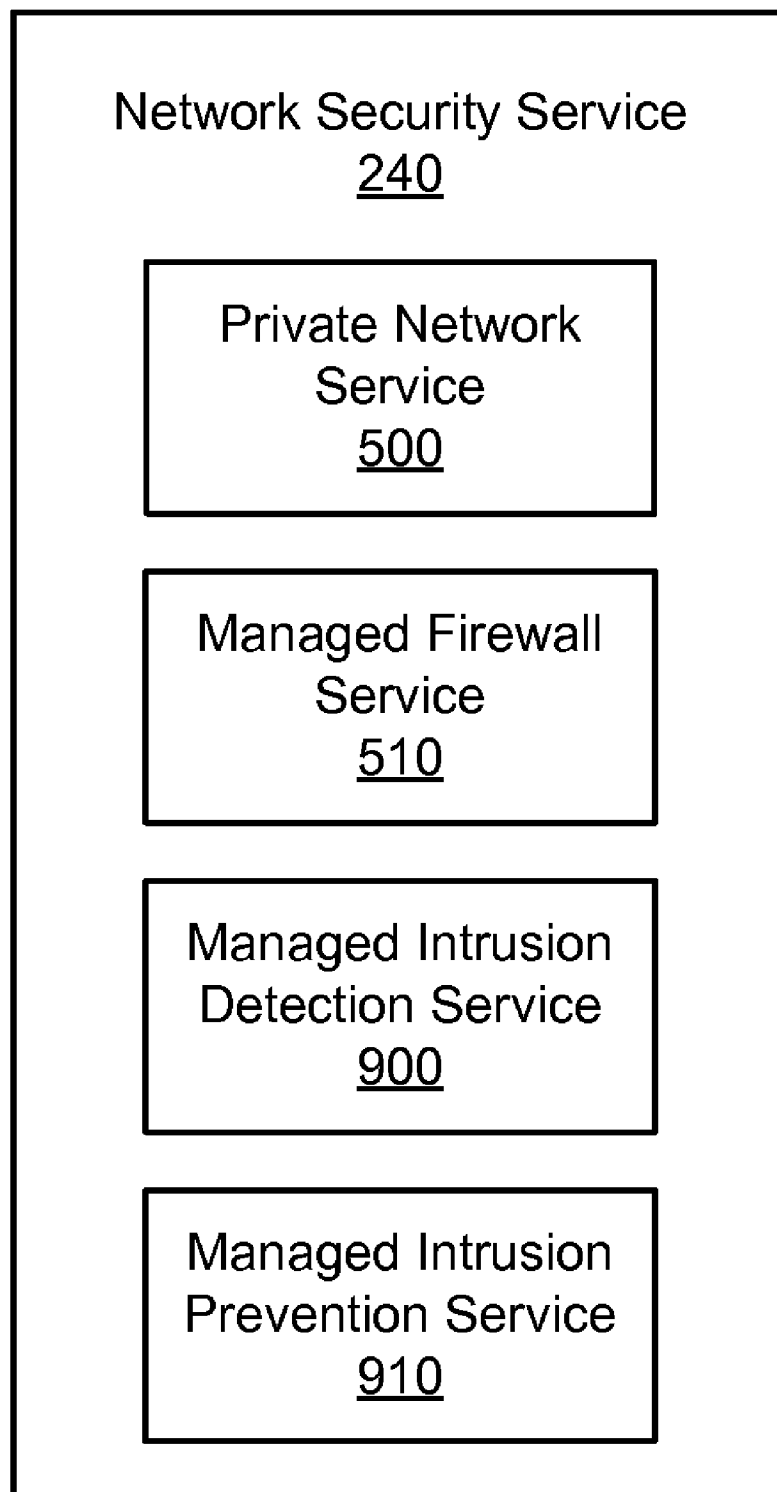 Network Security Service
240
Private Network
Service
500
Managed Firewall
Service
510
Managed Intrusion
Detection Service
900
Managed Intrusion
Prevention Service
910